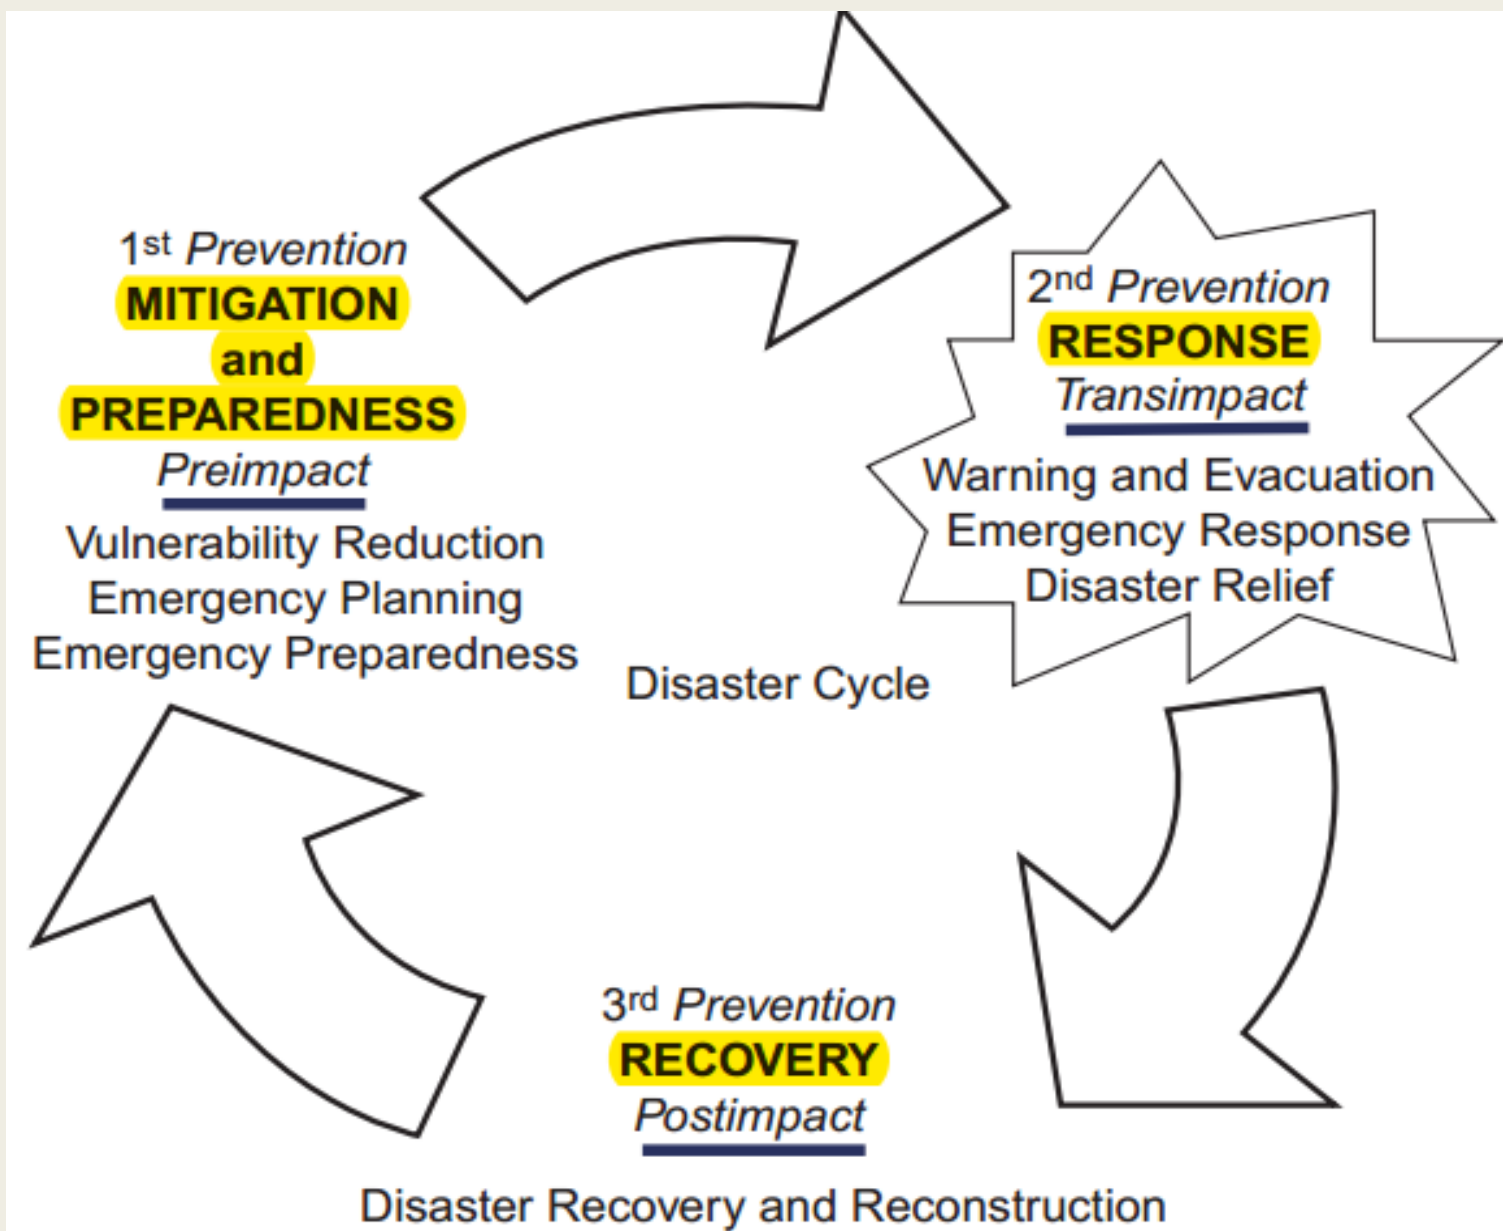 1st Prevention
MITIGATION
and
PREPAREDNESS
Preimpact
Vulnerability Reduction
Emergency Planning
Emergency Preparedness
2nd Prevention
RESPONSE
Transimpact
Warning and Evacuation
Emergency Response
Disaster Relief
Disaster Cycle
3rd Prevention
RECOVERY
Postimpact
Disaster Recovery and Reconstruction